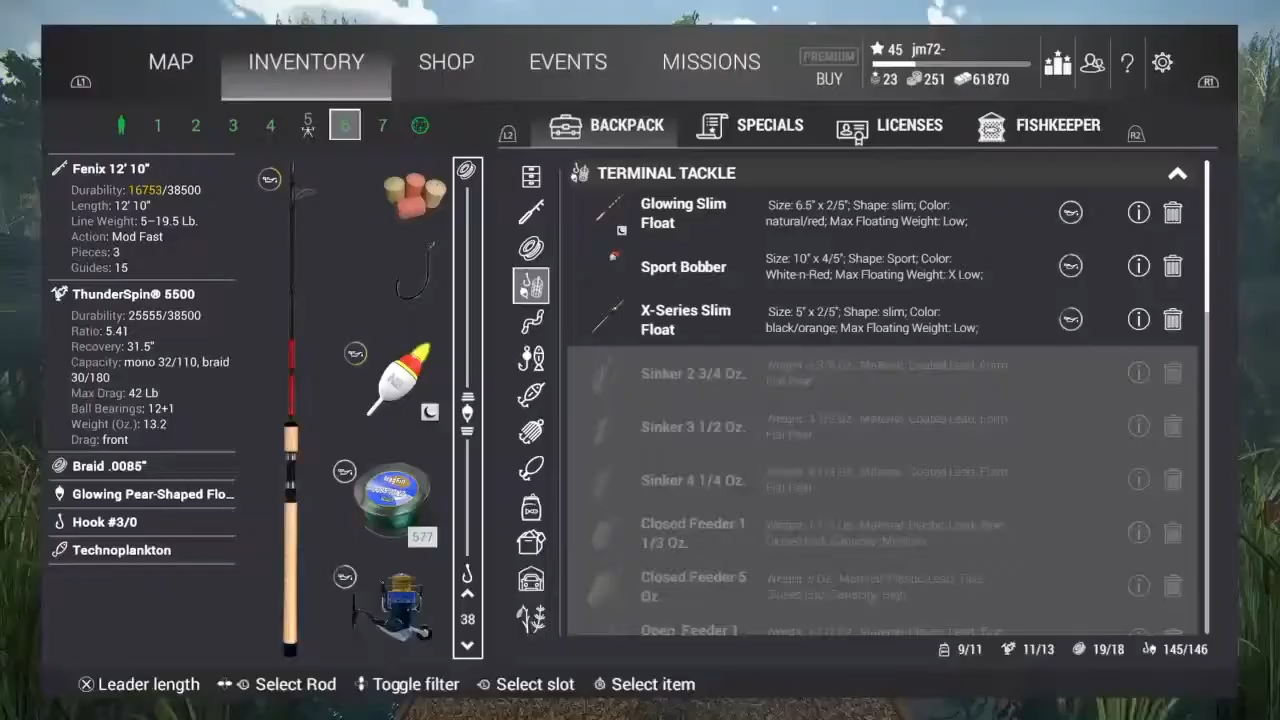 MAP
INVENTORY
SHOP
EVENTS
MISSIONS
PREMIUM
BUY
45 jm72-
23 251 61870
L1
R1
1 2 3 4 5 6 7
L2
BACKPACK
SPECIALS
LICENSES
FISHKEEPER
R2
Fenix 12' 10"
Durability: 16753/38500
Length: 12' 10"
Line Weight: 5–19.5 Lb.
Action: Mod Fast
Pieces: 3
Guides: 15
ThunderSpin® 5500
Durability: 25555/38500
Ratio: 5.41
Recovery: 31.5"
Capacity: mono 32/110, braid
30/180
Max Drag: 42 Lb
Ball Bearings: 12+1
Weight (Oz.): 13.2
Drag: front
Braid .0085"
Glowing Pear-Shaped Flo...
Hook #3/0
Technoplankton
577
38
TERMINAL TACKLE
Glowing Slim
Float
Size: 6.5" x 2/5"; Shape: slim; Color:
natural/red; Max Floating Weight: Low;
Sport Bobber
Size: 10" x 4/5"; Shape: Sport; Color:
White-n-Red; Max Floating Weight: X Low;
X-Series Slim
Float
Size: 5" x 2/5"; Shape: slim; Color:
black/orange; Max Floating Weight: Low;
Sinker 2 3/4 Oz.
Sinker 3 1/2 Oz.
Sinker 4 1/4 Oz.
Closed Feeder 1
1/3 Oz.
Closed Feeder 5
Oz.
Open Feeder 1
9/11
11/13
19/18
145/146
Leader length
Select Rod
Toggle filter
Select slot
Select item